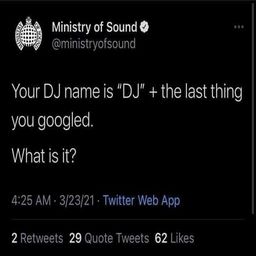 Ministry of Sound
@ministryofsound
Your DJ name is “DJ” + the last thing
you googled.
What is it?
4:25 AM · 3/23/21 · Twitter Web App
2 Retweets 29 Quote Tweets 62 Likes